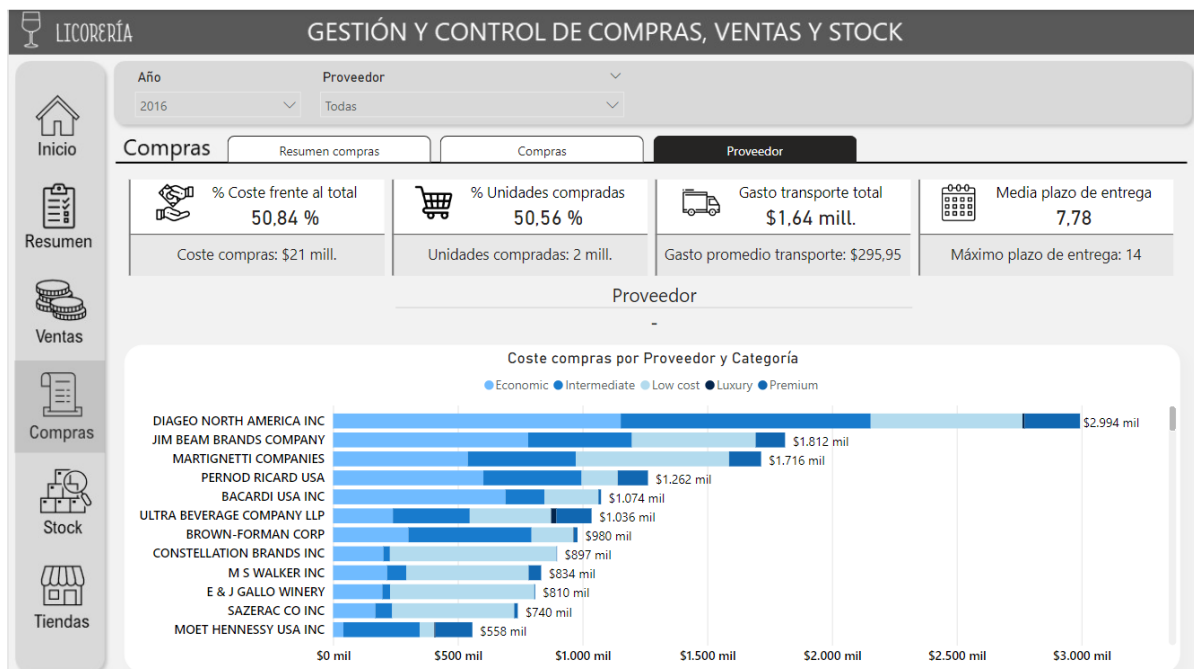 LICORERÍA
GESTIÓN Y CONTROL DE COMPRAS, VENTAS Y STOCK
Año
Proveedor
2016
Todas
Inicio
Resumen
Ventas
Compras
Stock
Tiendas
Compras
Resumen compras
Compras
Proveedor
% Coste frente al total
50,84 %
Coste compras: $21 mill.
% Unidades compradas
50,56 %
Unidades compradas: 2 mill.
Gasto transporte total
$1,64 mill.
Gasto promedio transporte: $295,95
Media plazo de entrega
7,78
Máximo plazo de entrega: 14
Proveedor
-
Coste compras por Proveedor y Categoría
Economic Intermediate Low cost Luxury Premium
DIAGEO NORTH AMERICA INC $2.994 mil
JIM BEAM BRANDS COMPANY $1.812 mil
MARTIGNETTI COMPANIES $1.716 mil
PERNOD RICARD USA $1.262 mil
BACARDI USA INC $1.074 mil
ULTRA BEVERAGE COMPANY LLP $1.036 mil
BROWN-FORMAN CORP $980 mil
CONSTELLATION BRANDS INC $897 mil
M S WALKER INC $834 mil
E & J GALLO WINERY $810 mil
SAZERAC CO INC $740 mil
MOET HENNESSY USA INC $558 mil
$0 mil $500 mil $1.000 mil $1.500 mil $2.000 mil $2.500 mil $3.000 mil